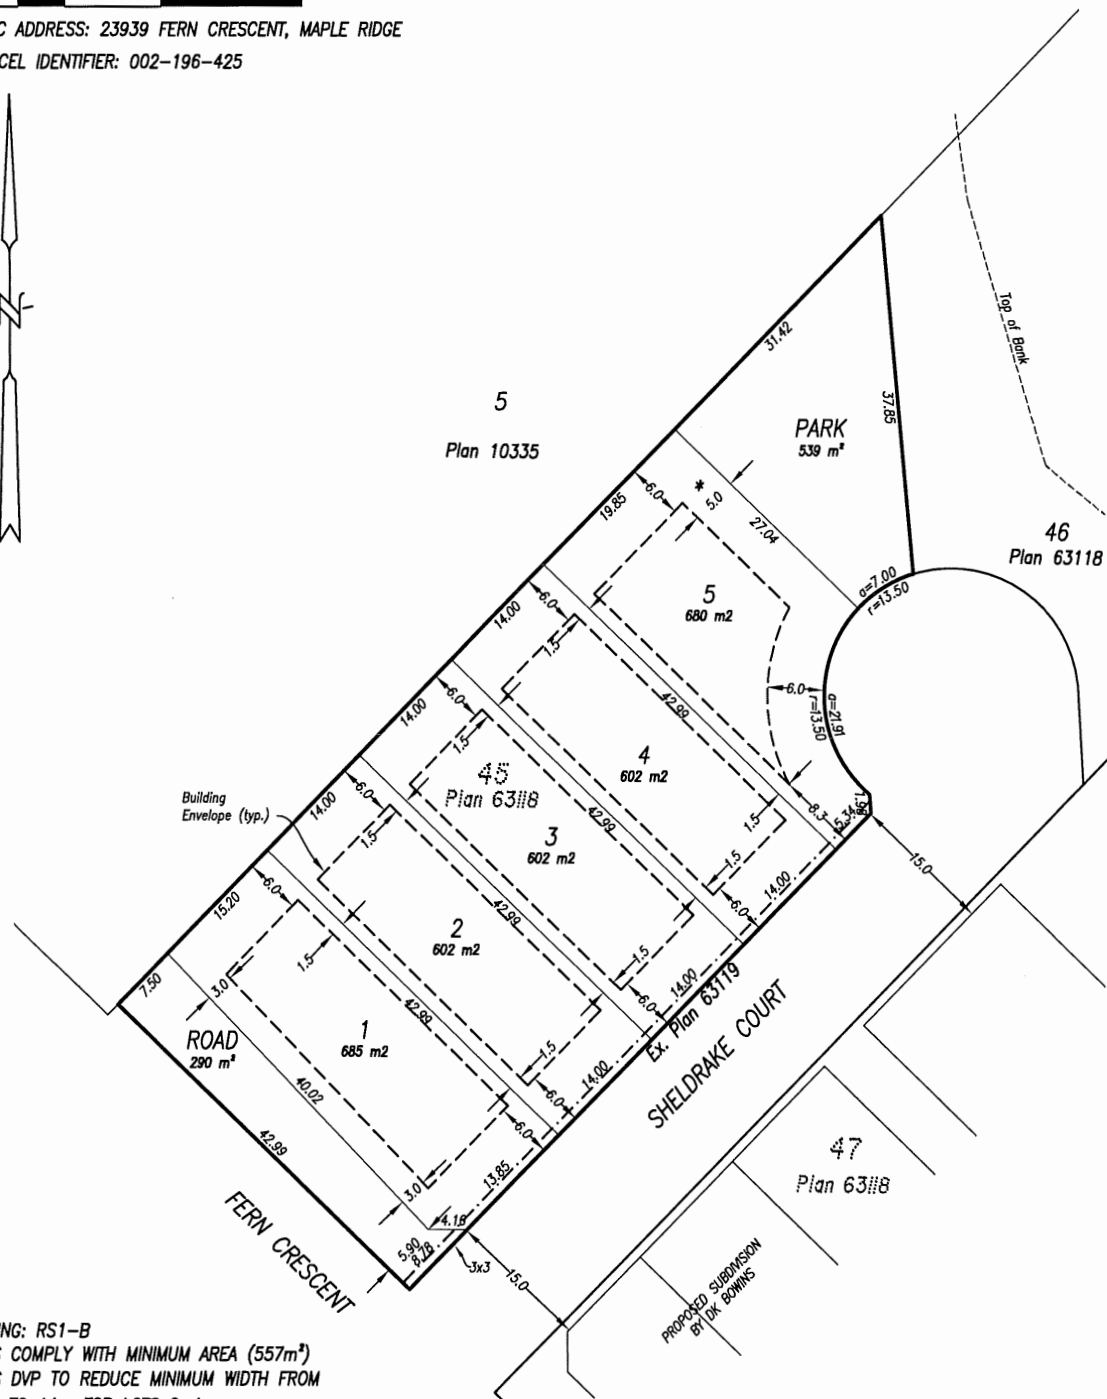 C ADDRESS: 23939 FERN CRESCENT, MAPLE RIDGE
CEL IDENTIFIER: 002-196-425
N
Top of Bank
31.42
37.85
5
Plan 10335
PARK
539 m²
46
Plan 63118
19.85
6.0
*
5.0
27.04
a=7.00
r=13.50
5
680 m2
14.00
6.0
1.5
6.0
a=21.91
r=13.50
42.99
14.00
6.0
1.5
4
602 m2
45
Plan 63118
8.3
5.34
1.68
Building
Envelope (typ.)
14.00
6.0
1.5
42.99
3
602 m2
1.5
1.5
14.00
6.0
15.0
15.20
6.0
1.5
42.99
2
602 m2
1.5
14.00
6.0
Ex. Plan 63119
SHELDRAKE COURT
7.50
3.0
42.99
1
685 m2
ROAD
290 m²
40.02
1.5
14.00
6.0
6.0
13.85
47
Plan 63118
42.99
3.0
4.18
5.90
8.78
3x3
15.0
FERN CRESCENT
PROPOSED SUBDIVISION
BY DK BOWINS
NG: RS1-B
COMPLY WITH MINIMUM AREA (557m²)
DVP TO REDUCE MINIMUM WIDTH FROM